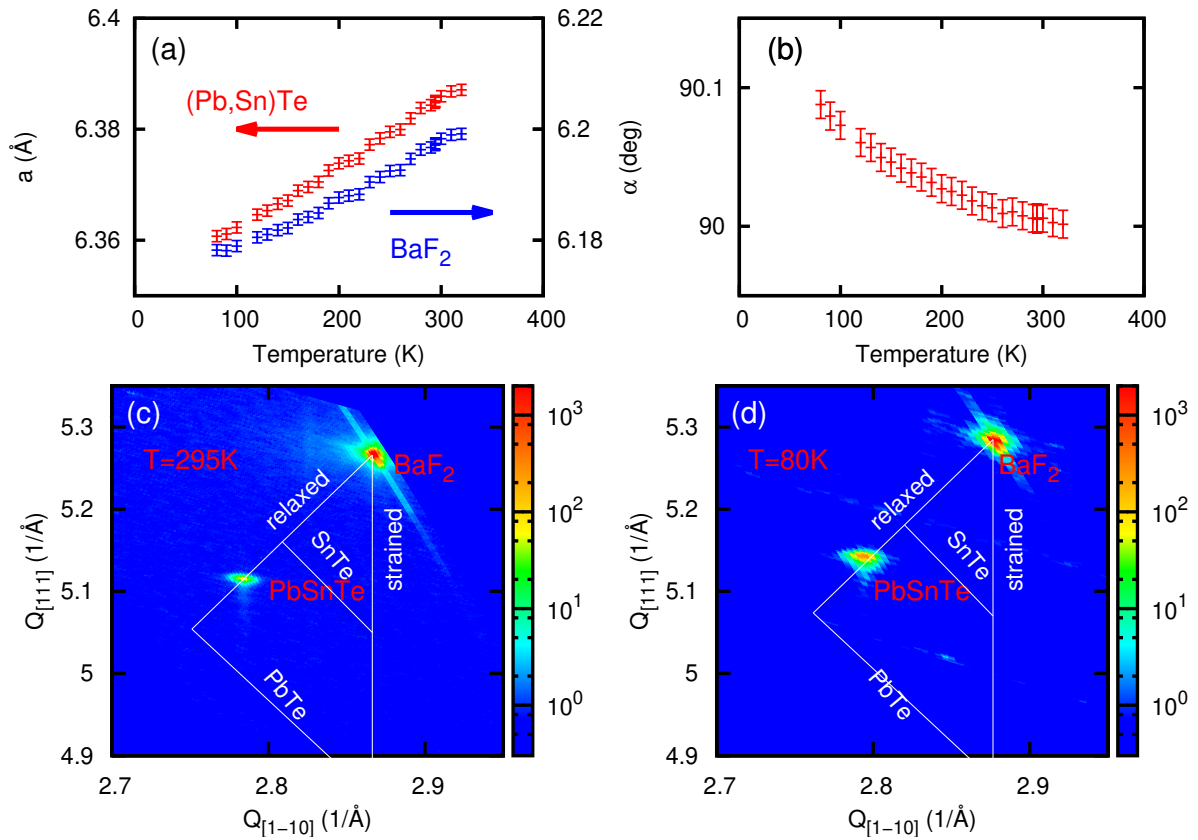 (a)
(Pb,Sn)Te
BaF2
6.4
6.38
6.36
a (Å)
6.22
6.2
6.18
0 100 200 300 400
Temperature (K)
(b)
90.1
90
α (deg)
0 100 200 300 400
Temperature (K)
(c)
T=295K
BaF2
relaxed
SnTe
strained
PbSnTe
PbTe
5.3
5.2
5.1
5
4.9
Q[111] (1/Å)
2.7 2.8 2.9
Q[1−10] (1/Å)
10^3
10^2
10^1
10^0
(d)
T=80K
BaF2
relaxed
SnTe
strained
PbSnTe
PbTe
5.3
5.2
5.1
5
4.9
Q[111] (1/Å)
2.7 2.8 2.9
Q[1−10] (1/Å)
10^3
10^2
10^1
10^0